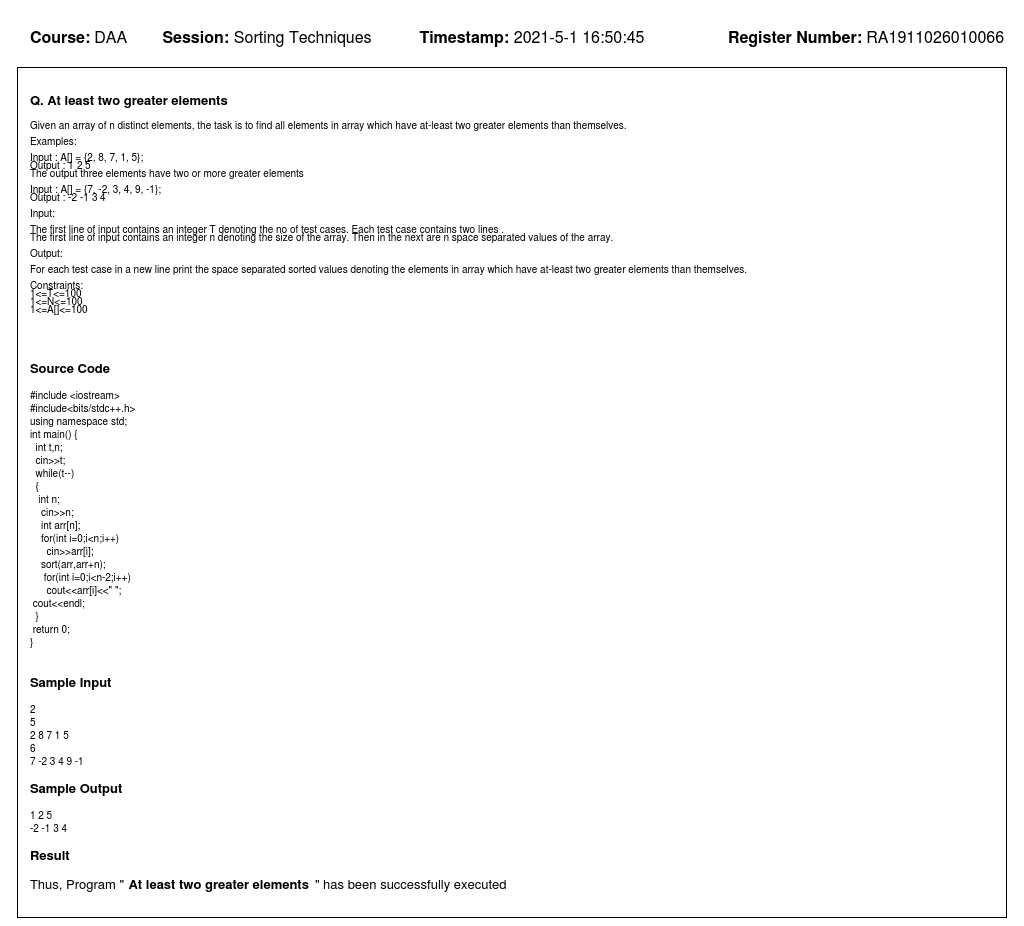 Course: DAA Session: Sorting Techniques Timestamp: 2021-5-1 16:50:45 Register Number: RA1911026010066
Q. At least two greater elements
Given an array of n distinct elements, the task is to find all elements in array which have at-least two greater elements than themselves.
Examples:
Input : A[] = {2, 8, 7, 1, 5};
Output : 1 2 5
The output three elements have two or more greater elements
Input : A[] = {7, -2, 3, 4, 9, -1};
Output : -2 -1 3 4
Input:
The first line of input contains an integer T denoting the no of test cases. Each test case contains two lines .
The first line of input contains an integer n denoting the size of the array. Then in the next are n space separated values of the array.
Output:
For each test case in a new line print the space separated sorted values denoting the elements in array which have at-least two greater elements than themselves.
Constraints:
1<=T<=100
1<=N<=100
1<=A[]<=100
Source Code
#include <iostream>
#include<bits/stdc++.h>
using namespace std;
int main() {
int t,n;
cin>>t;
while(t--)
{
int n;
cin>>n;
int arr[n];
for(int i=0;i<n;i++)
cin>>arr[i];
sort(arr,arr+n);
for(int i=0;i<n-2;i++)
cout<<arr[i]<<" ";
cout<<endl;
}
return 0;
}
Sample Input
2
5
2 8 7 1 5
6
7 -2 3 4 9 -1
Sample Output
1 2 5
-2 -1 3 4
Result
Thus, Program " At least two greater elements " has been successfully executed